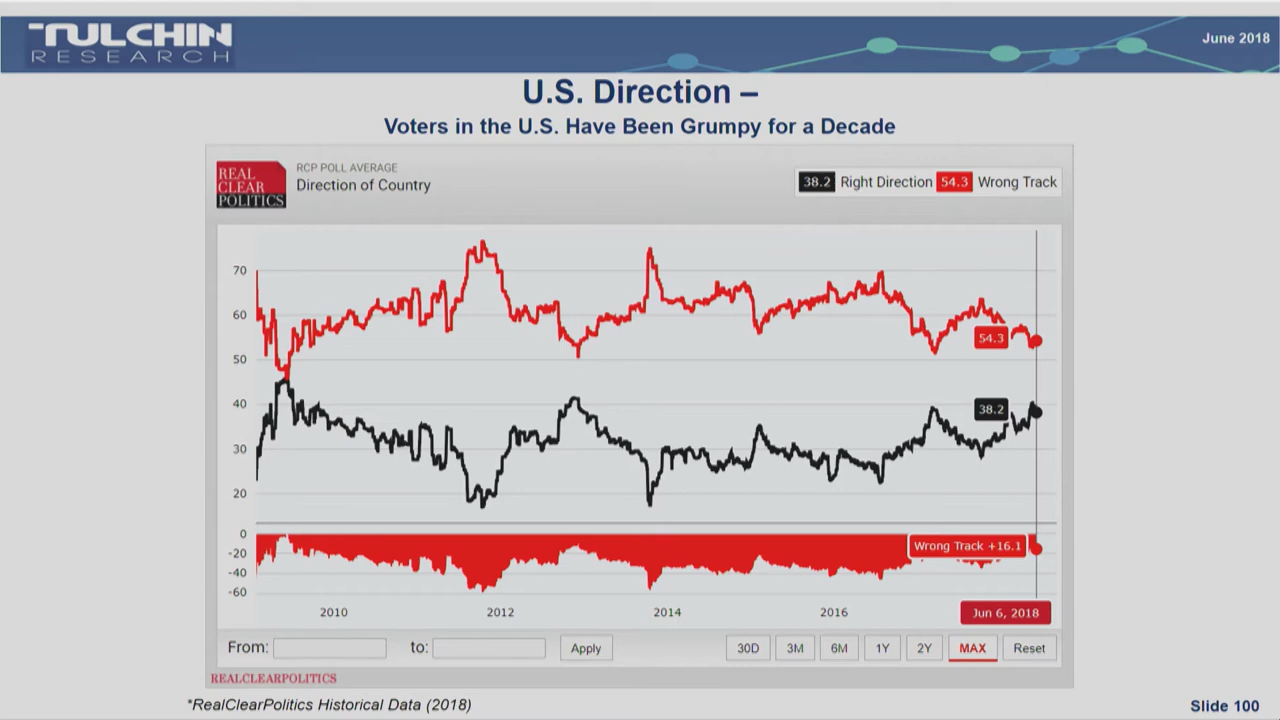 TULCHIN
RESEARCH
June 2018
U.S. Direction –
Voters in the U.S. Have Been Grumpy for a Decade
REAL
CLEAR
POLITICS
RCP POLL AVERAGE
Direction of Country
38.2 Right Direction 54.3 Wrong Track
70
60
50
40
30
20
54.3
38.2
0
-20
-40
-60
Wrong Track +16.1
2010 2012 2014 2016 Jun 6, 2018
From: to: Apply 30D 3M 6M 1Y 2Y MAX Reset
REALCLEARPOLITICS
*RealClearPolitics Historical Data (2018)
Slide 100